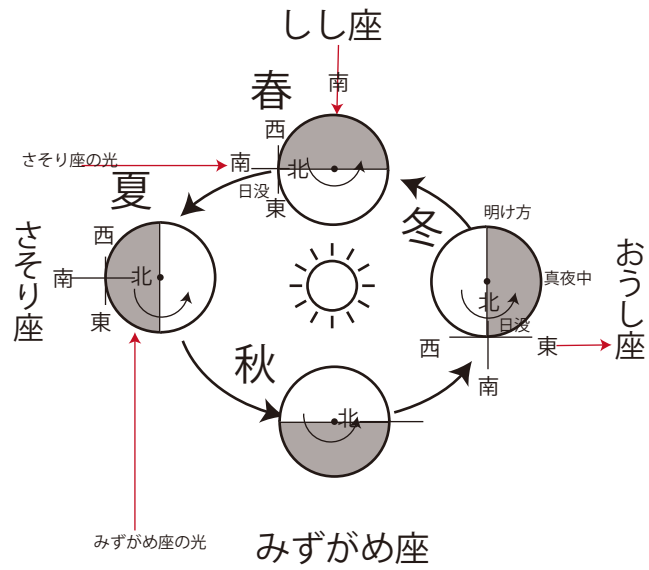 しし座
南
春
西
さそり座の光
南
北
日没
東
夏
冬
明け方
西
さそり座
南
北
東
真夜中
おうし座
北
日没
西
東
南
秋
北
みずがめ座の光
みずがめ座